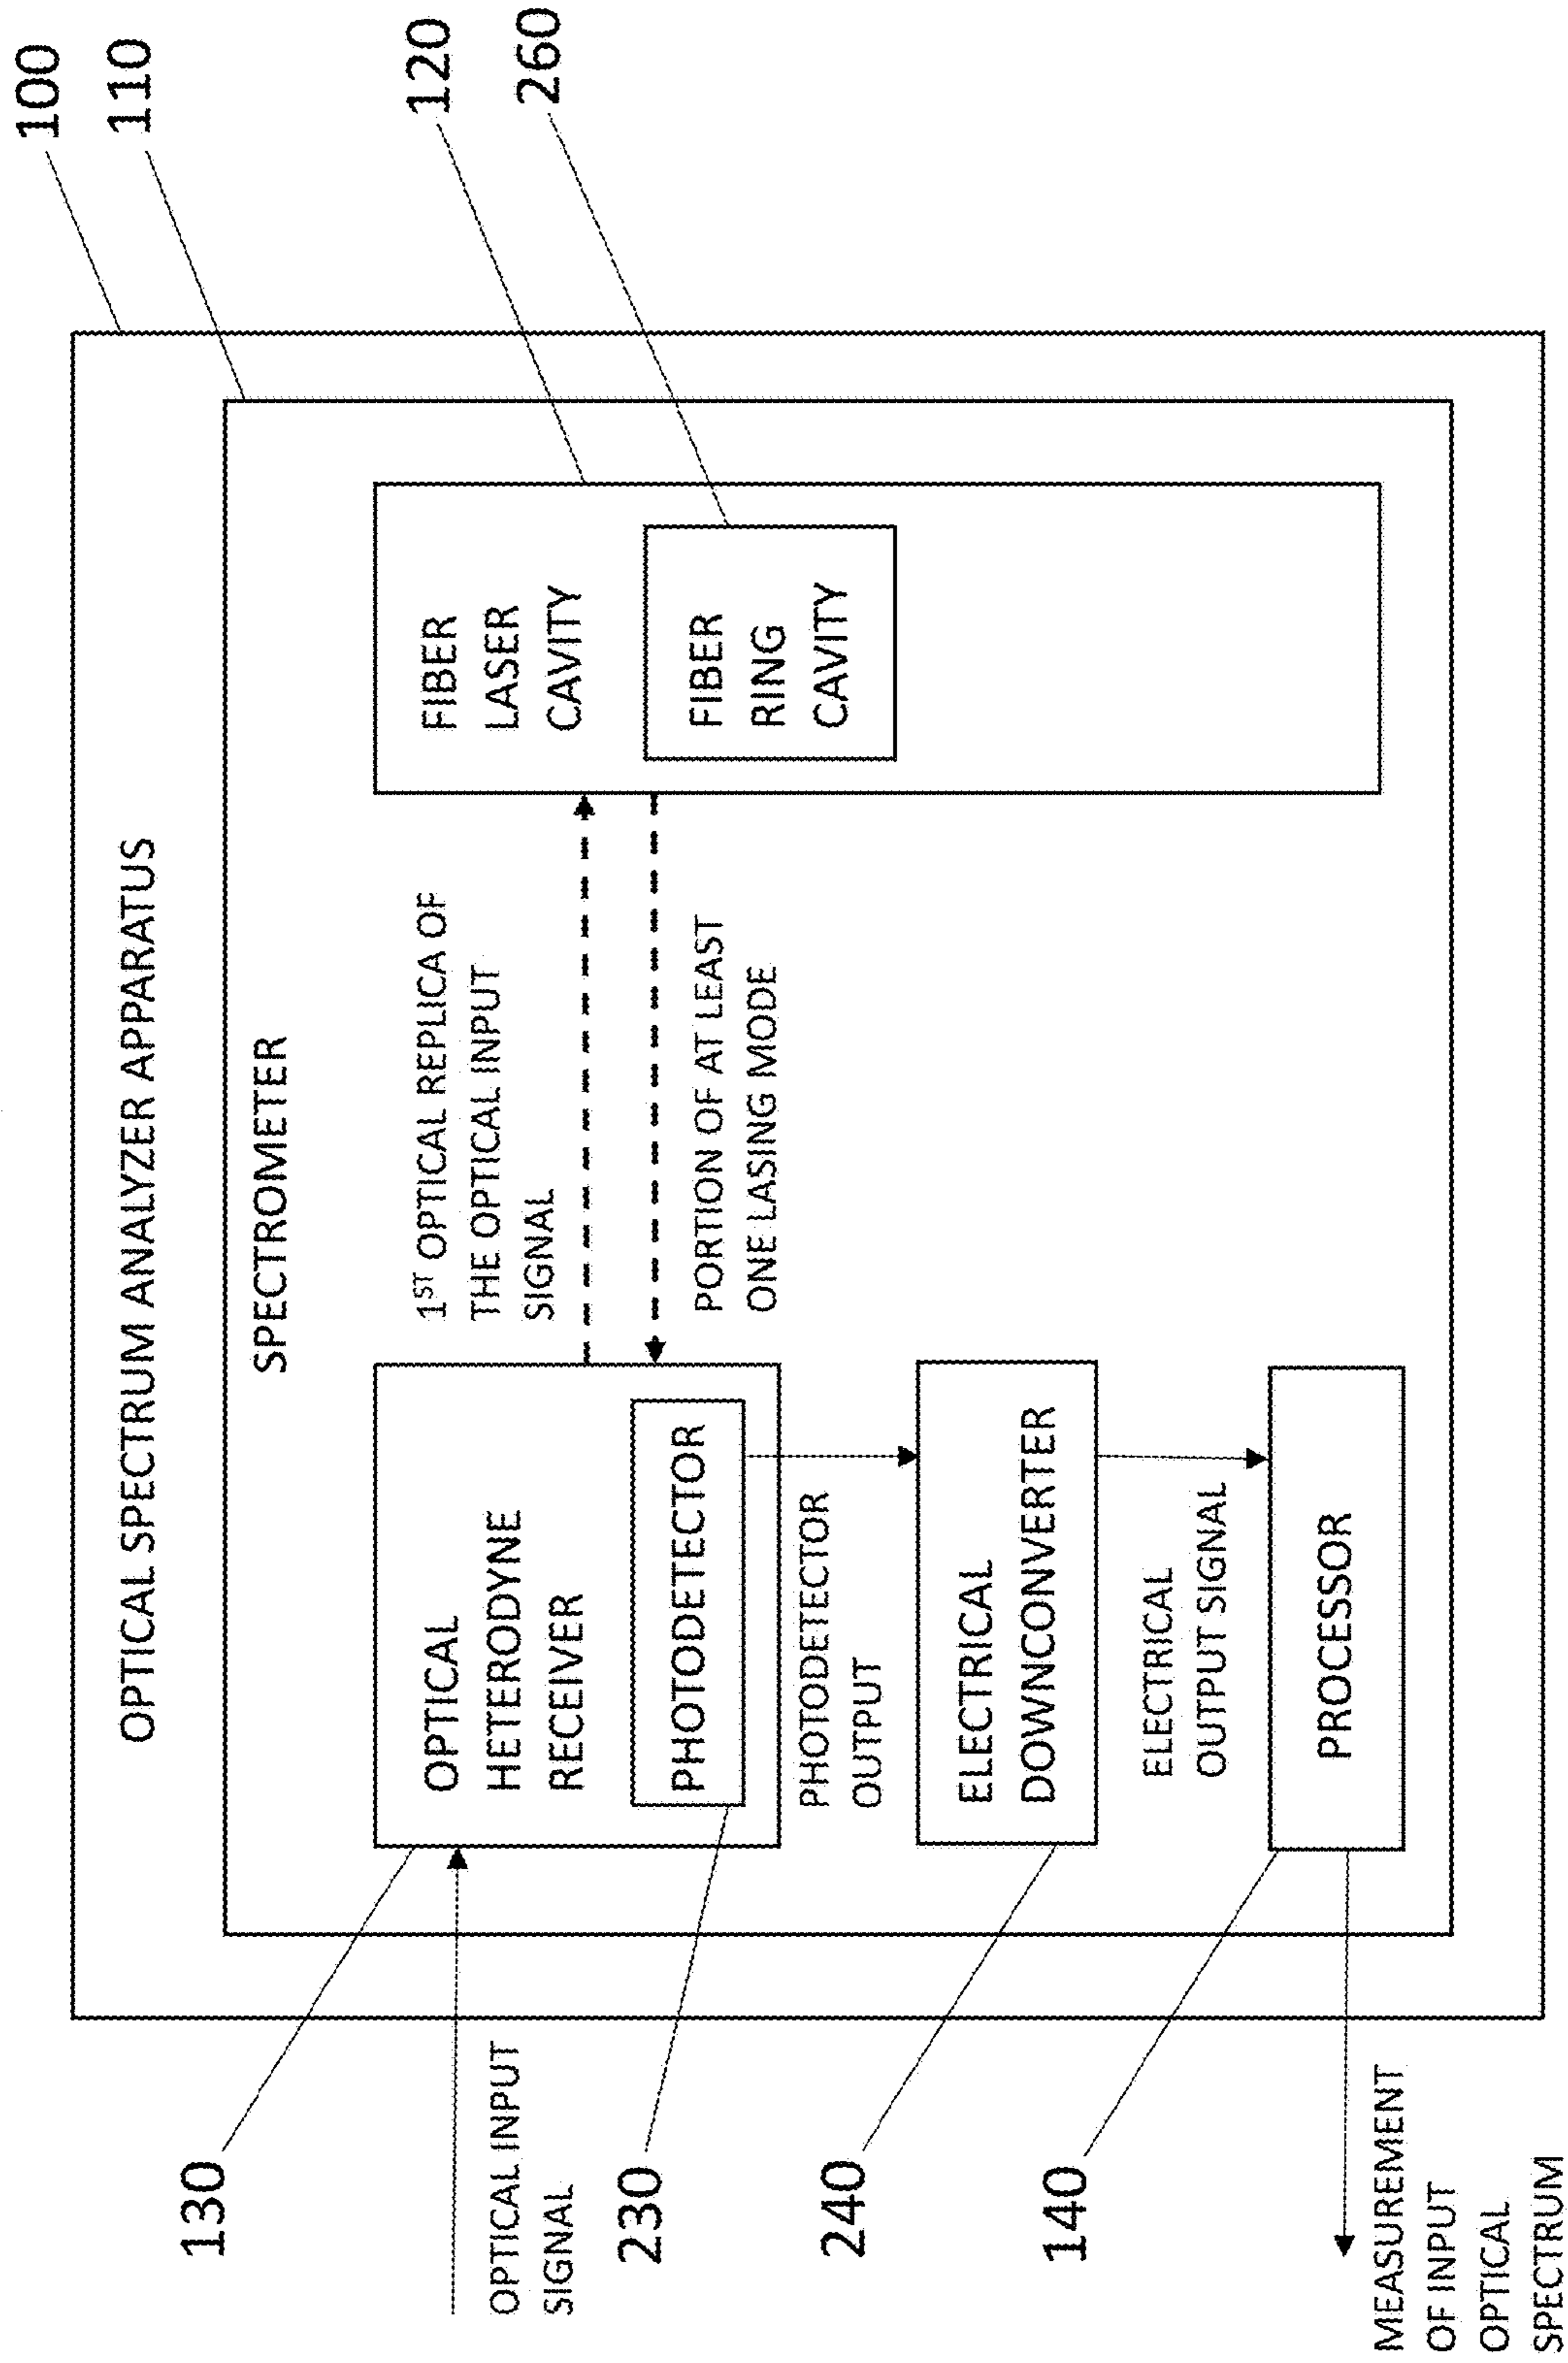 100
110
120
260
OPTICAL SPECTRUM ANALYZER APPARATUS
SPECTROMETER
130
OPTICAL INPUT
SIGNAL
OPTICAL
HETERODYNE
RECEIVER
230
PHOTODETECTOR
1ST OPTICAL REPLICA OF
THE OPTICAL INPUT
SIGNAL
PORTION OF AT LEAST
ONE LASING MODE
FIBER
LASER
CAVITY
FIBER
RING
CAVITY
PHOTODETECTOR
OUTPUT
240
ELECTRICAL
DOWNCONVERTER
ELECTRICAL
OUTPUT SIGNAL
140
PROCESSOR
MEASUREMENT
OF INPUT
OPTICAL
SPECTRUM